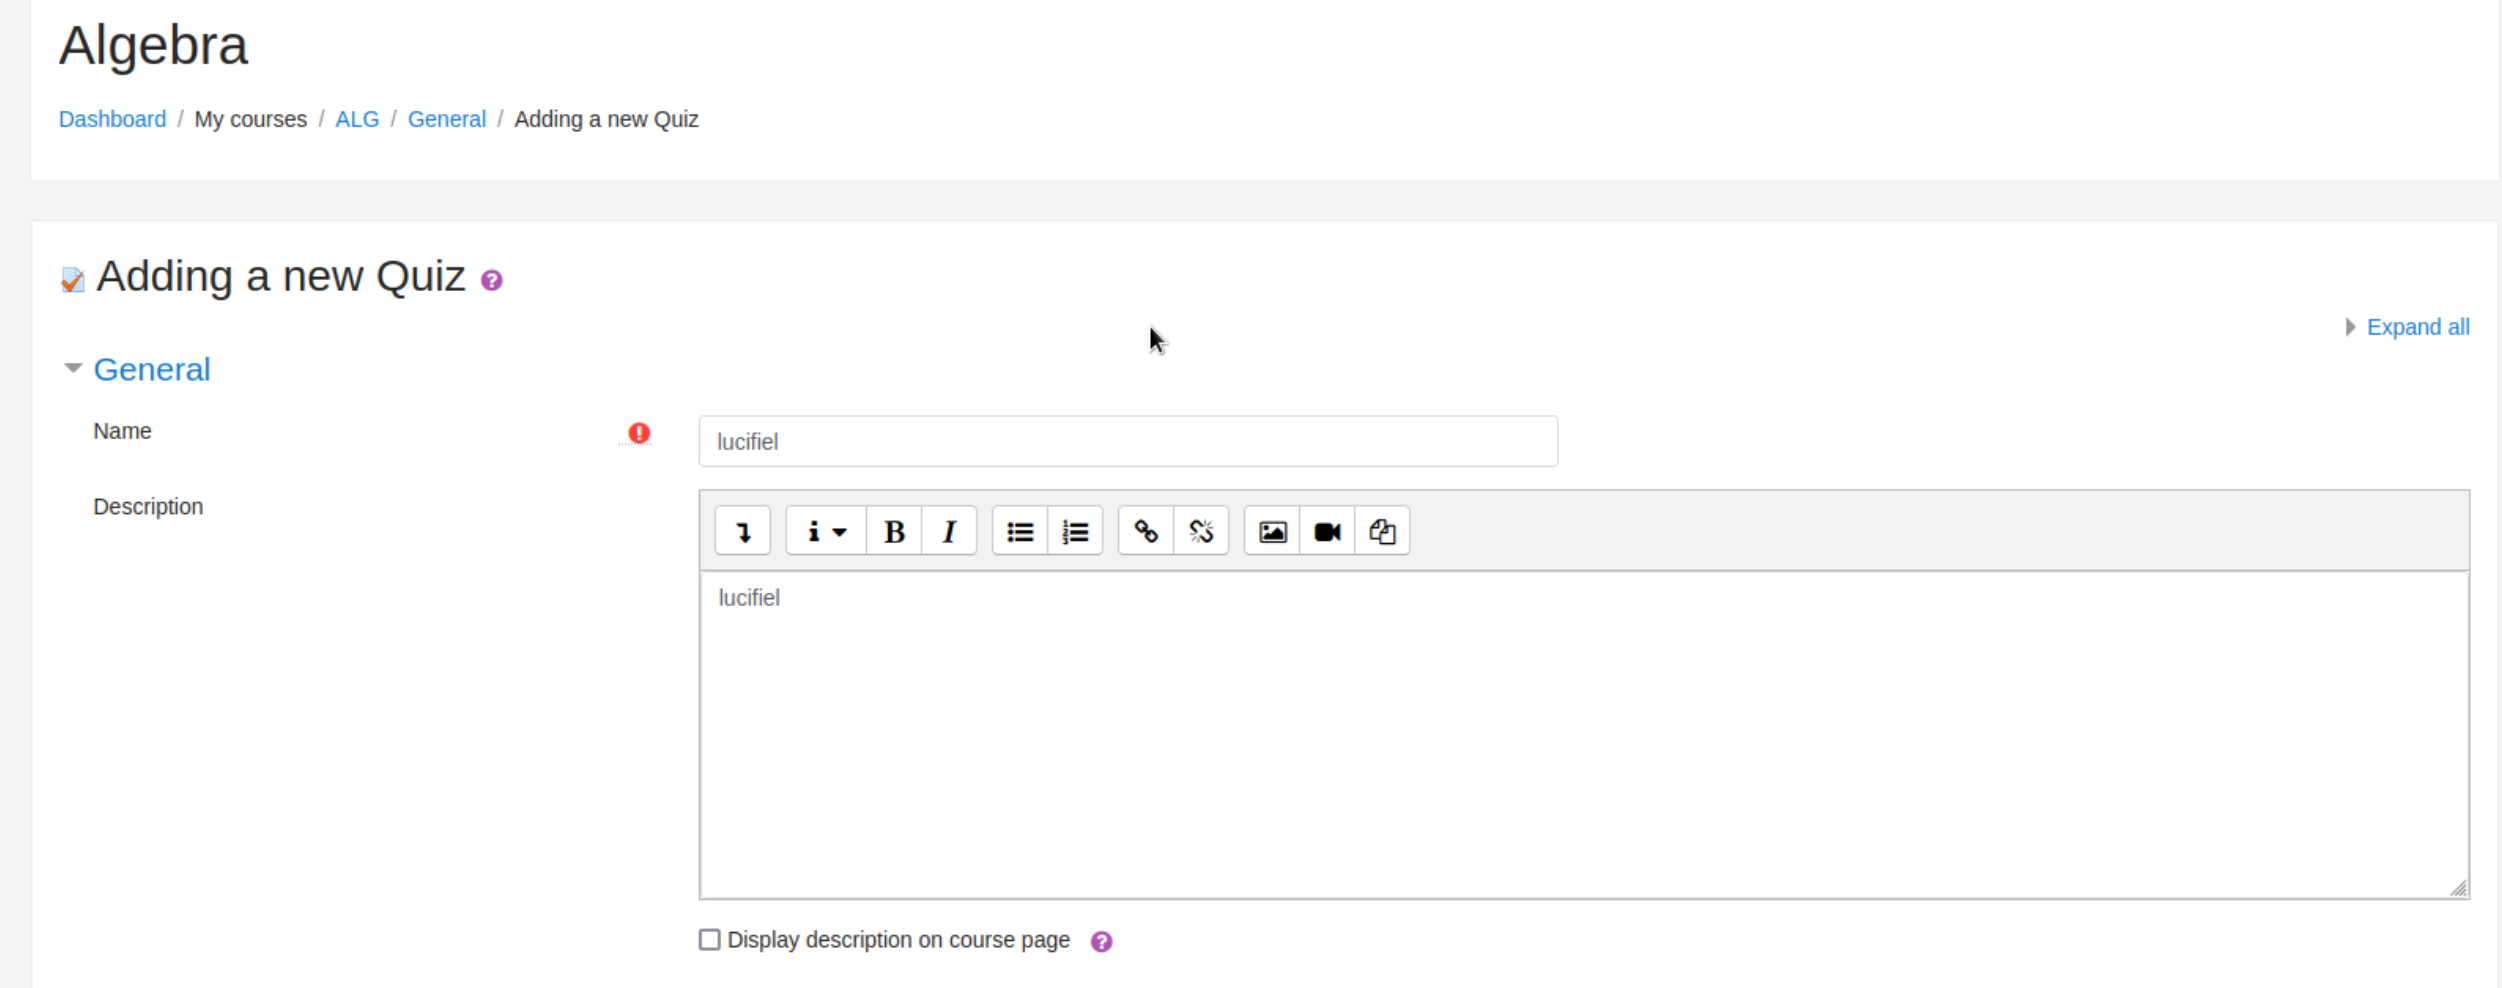 Algebra
Dashboard / My courses / ALG / General / Adding a new Quiz
Adding a new Quiz
Expand all
General
Name
lucifiel
Description
lucifiel
Display description on course page